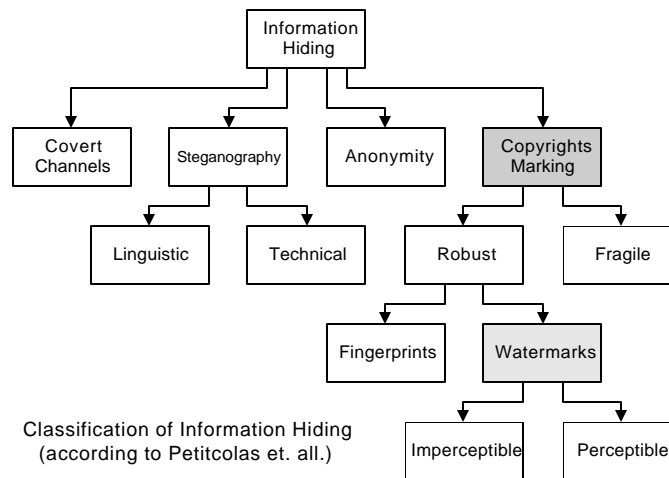 Information
Hiding
Covert
Channels
Steganography
Anonymity
Copyrights
Marking
Linguistic
Technical
Robust
Fragile
Fingerprints
Watermarks
Classification of Information Hiding
(according to Petitcolas et. all.)
Imperceptible
Perceptible